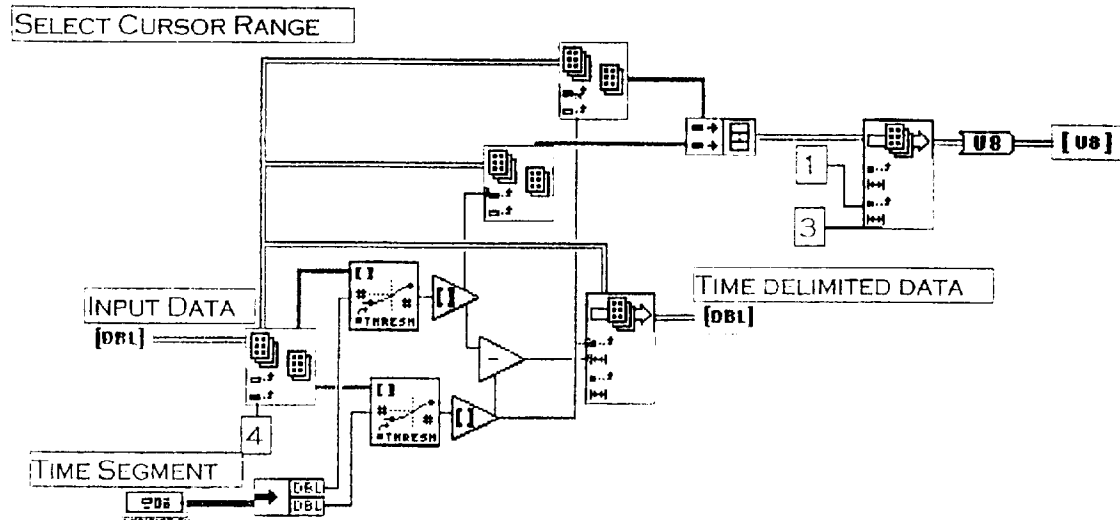 SELECT CURSOR RANGE
1
U8
[U8]
3
TIME DELIMITED DATA
[DBL]
INPUT DATA
[DBL]
[ ]
#
#
THRESH
[ ]
4
[ ]
#
#
THRESH
[ ]
TIME SEGMENT
DBL
DBL